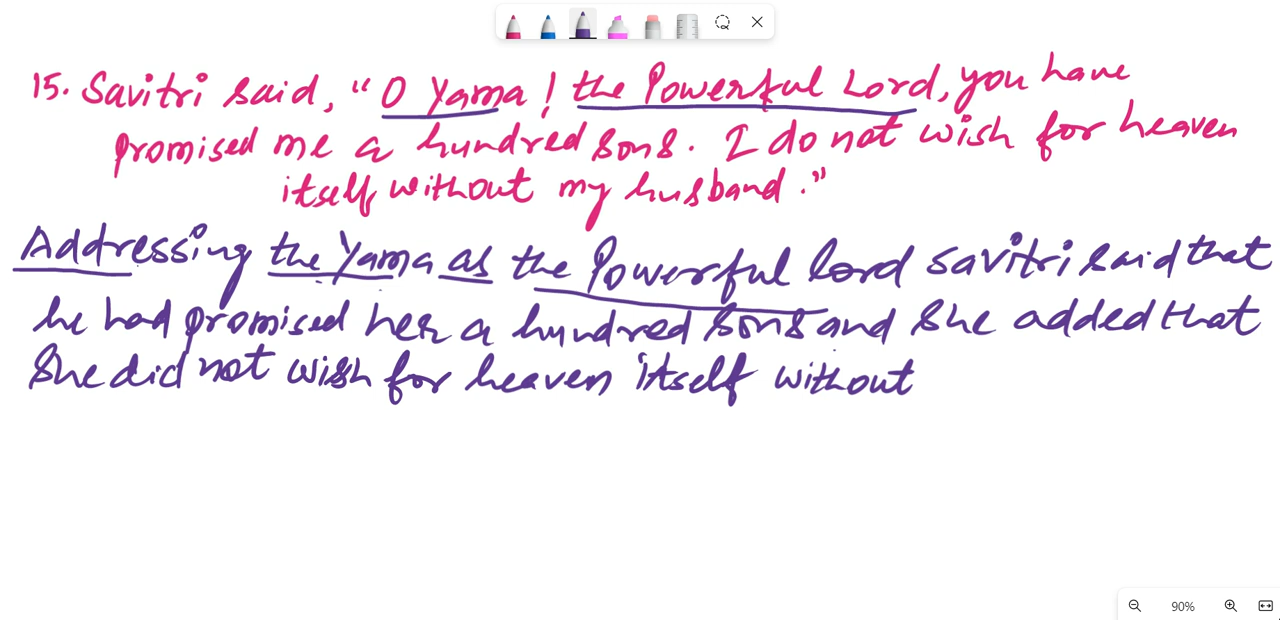 15. Savitri said, "O Yama! the Powerful Lord, you have
promised me a hundred sons. I do not wish for heaven
itself without my husband."
Addressing the Yama as the Powerful lord savitri said that
he had promised her a hundred sons and she added that
she did not wish for heaven itself without
90%